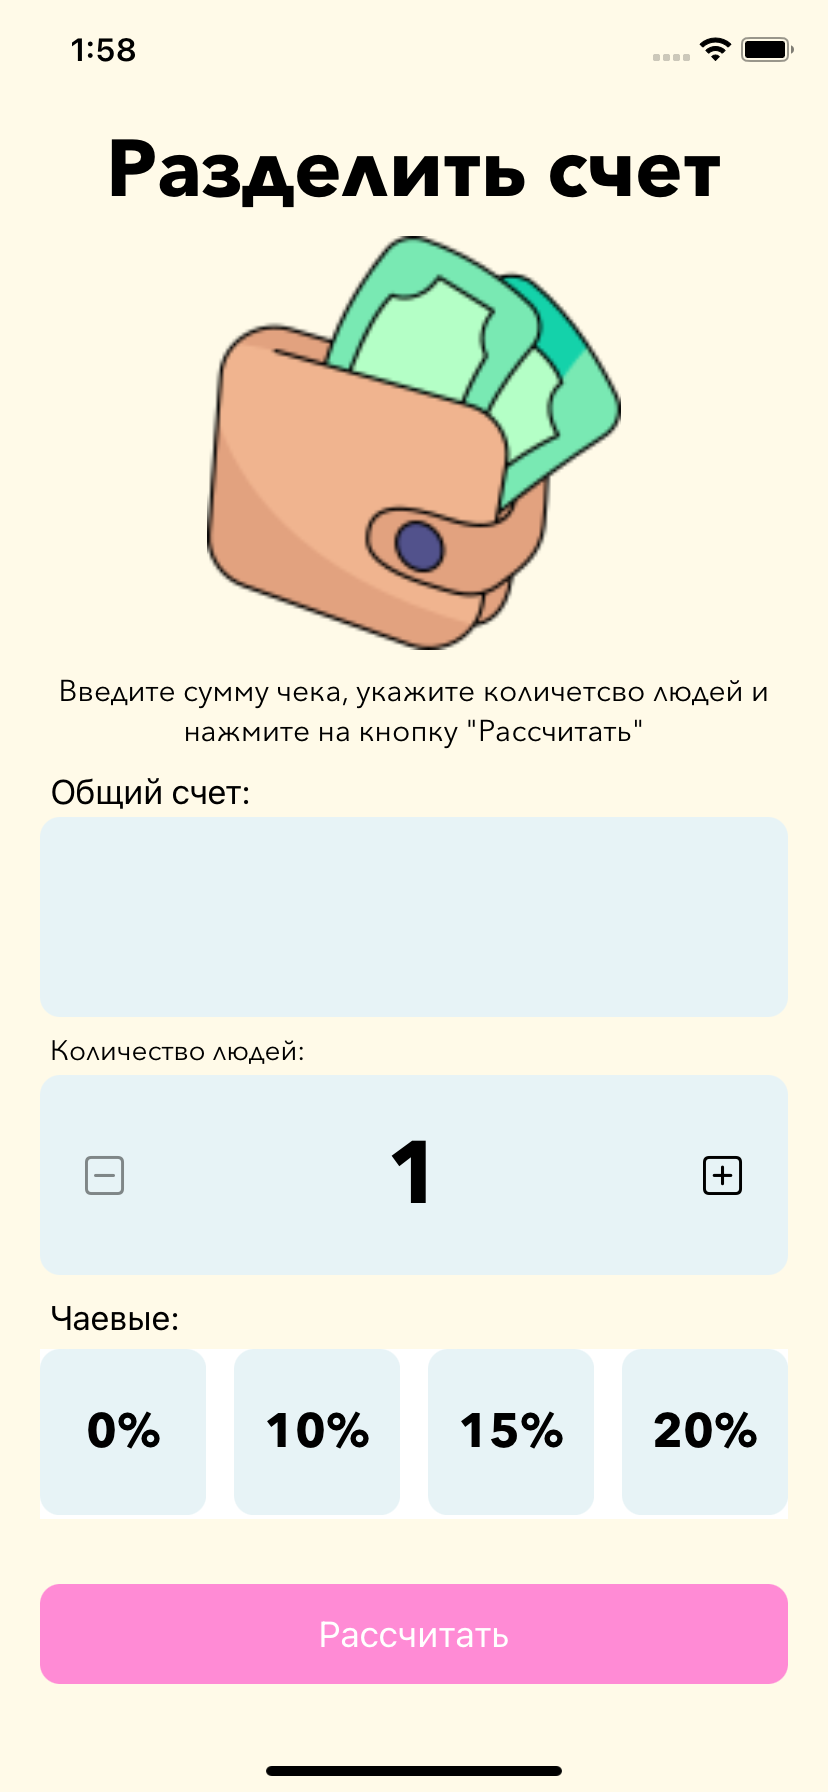 1:58
Разделить счет
Введите сумму чека, укажите количетсво людей и
нажмите на кнопку "Рассчитать"
Общий счет:
Количество людей:
1
Чаевые:
0% 10% 15% 20%
Рассчитать